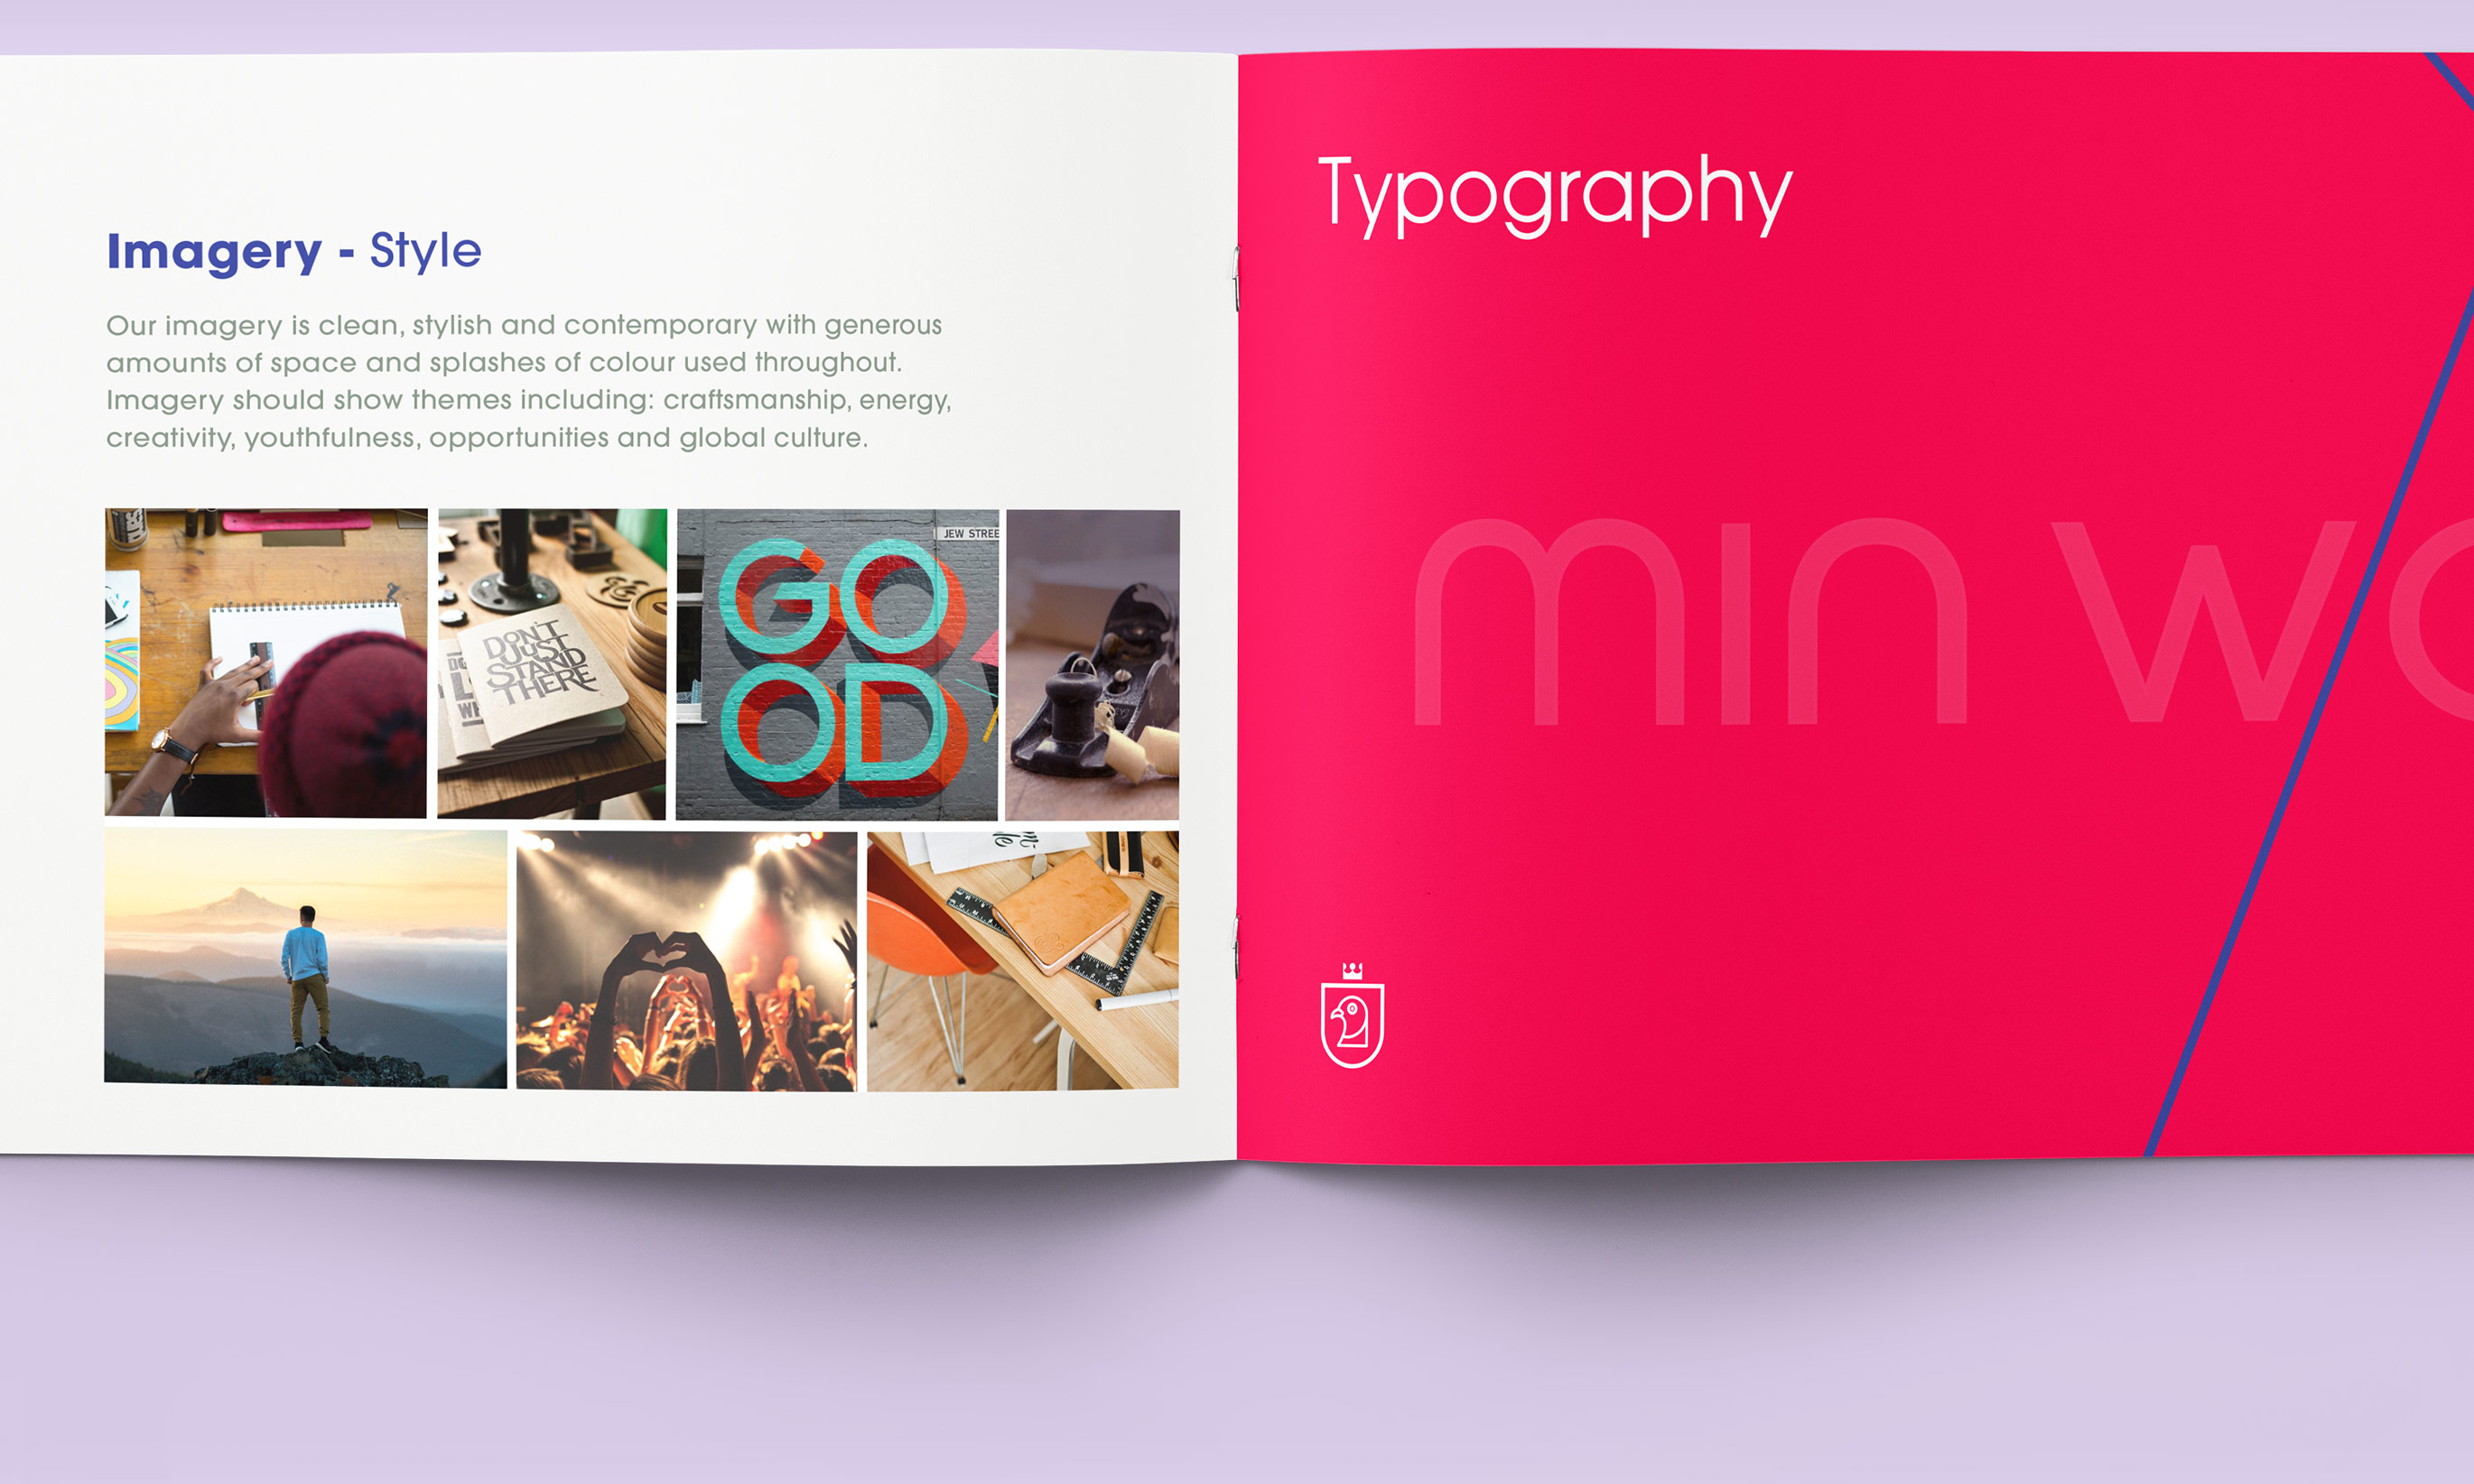 Imagery - Style
Our imagery is clean, stylish and contemporary with generous
amounts of space and splashes of colour used throughout.
Imagery should show themes including: craftsmanship, energy,
creativity, youthfulness, opportunities and global culture.
DON'T
JUST
STAND
THERE
JEW STREE
GO
OD
Typography
min wo